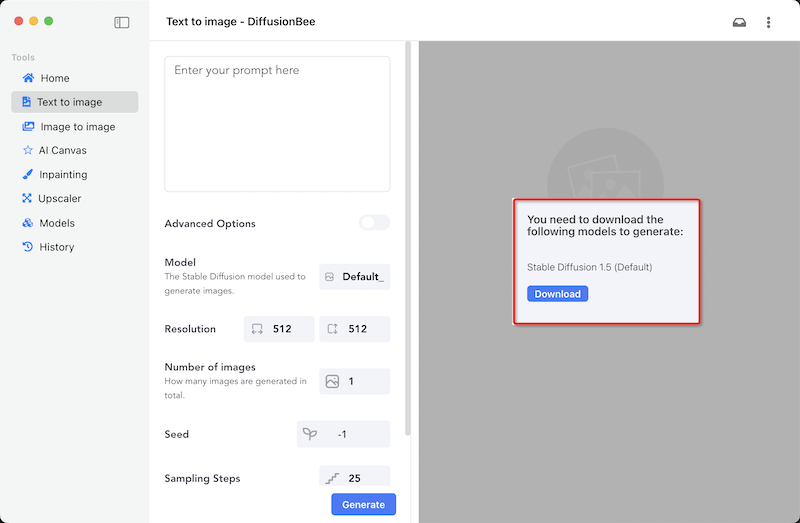 Text to image - DiffusionBee
Tools
Home
Text to image
Image to image
AI Canvas
Inpainting
Upscaler
Models
History
Enter your prompt here
Advanced Options
Model
The Stable Diffusion model used to
generate images.
Default_
Resolution
512
512
Number of images
How many images are generated in
total.
1
Seed
-1
Sampling Steps
25
Generate
You need to download the
following models to generate:
Stable Diffusion 1.5 (Default)
Download